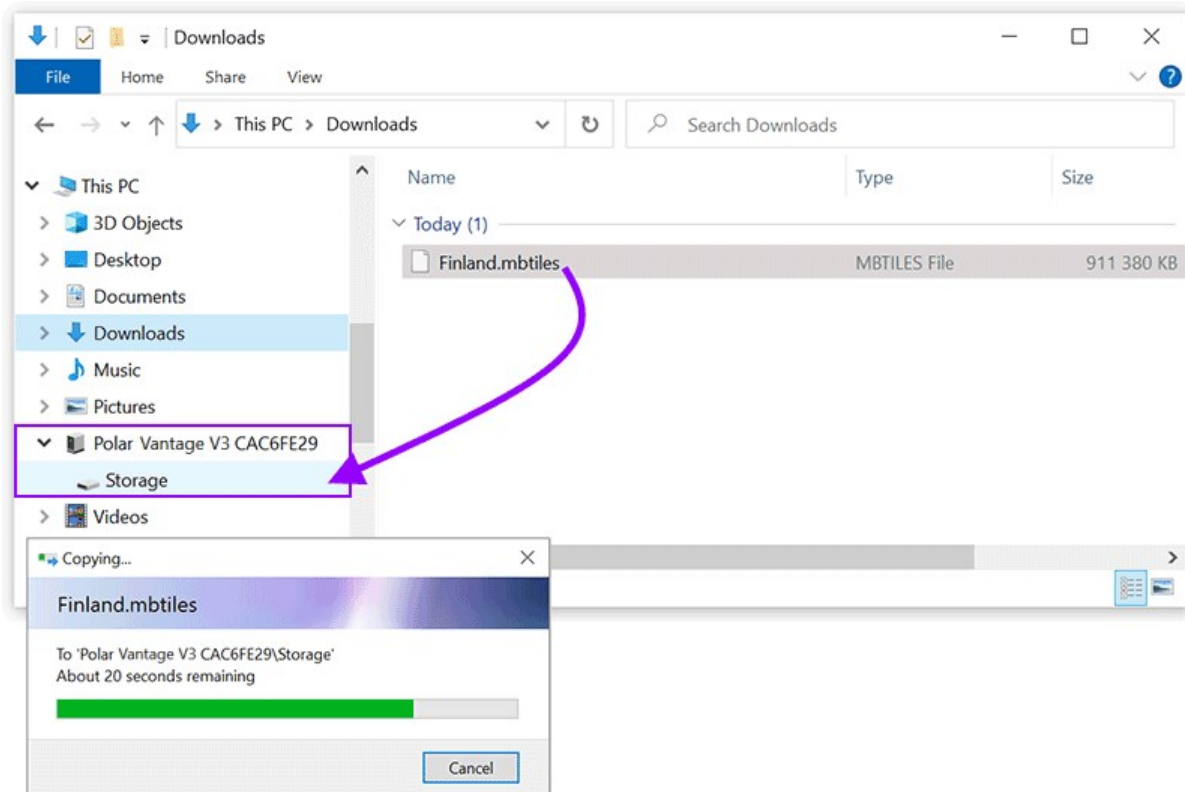 Downloads
File Home Share View
This PC > Downloads
Search Downloads
This PC
3D Objects
Desktop
Documents
Downloads
Music
Pictures
Polar Vantage V3 CAC6FE29
Storage
Videos
Name Type Size
Today (1)
Finland.mbtiles MBTILES File 911 380 KB
Copying...
Finland.mbtiles
To 'Polar Vantage V3 CAC6FE29\Storage'
About 20 seconds remaining
Cancel